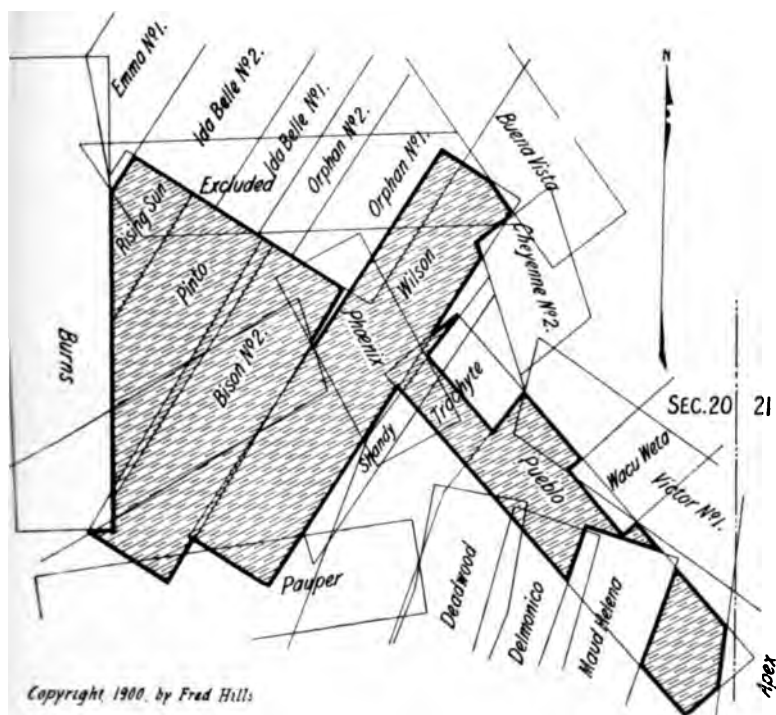 Emma Nº1.
Ida Belle Nº2.
Ida Belle Nº1.
Orphan Nº2.
Orphan Nº1.
Buena Vista
N
Rising Sun
Excluded
Pinto
Wilson
Cheyenne Nº2.
Burns
Bison Nº2.
Phoenix
Trachyte
Shandy
SEC.20 21
Pueblo
Wacu Weta
Victor Nº1.
Pauper
Deadwood
Delmonico
Maud Helena
Apex
Copyright, 1900, by Fred Hills